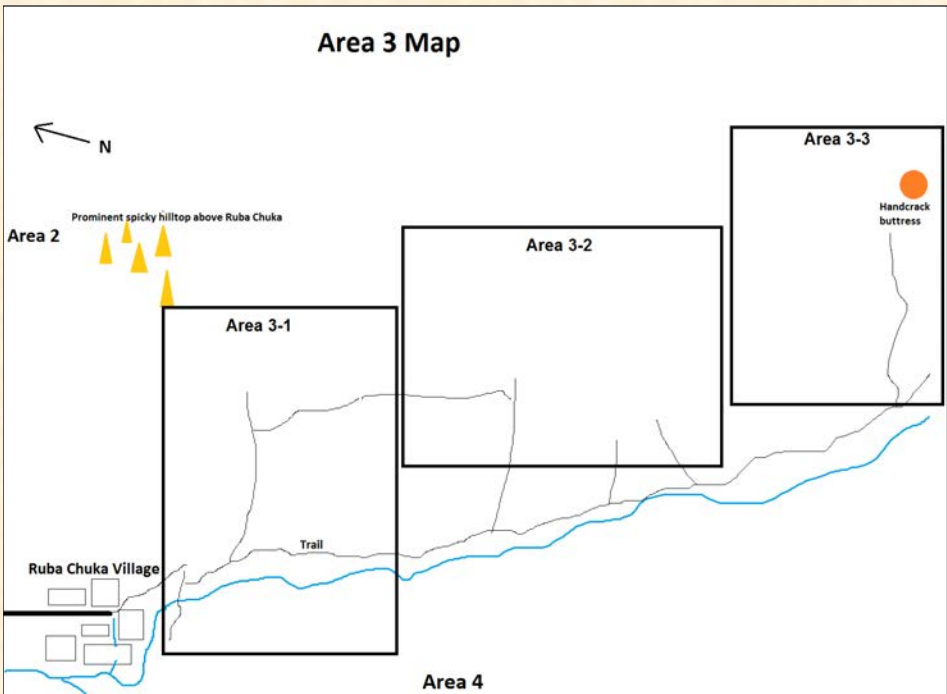 Area 3 Map
Area 3-3
N
Handcrack
buttress
Prominent spicky hilltop above Ruba Chuka
Area 2
Area 3-2
Area 3-1
Trail
Ruba Chuka Village
Area 4